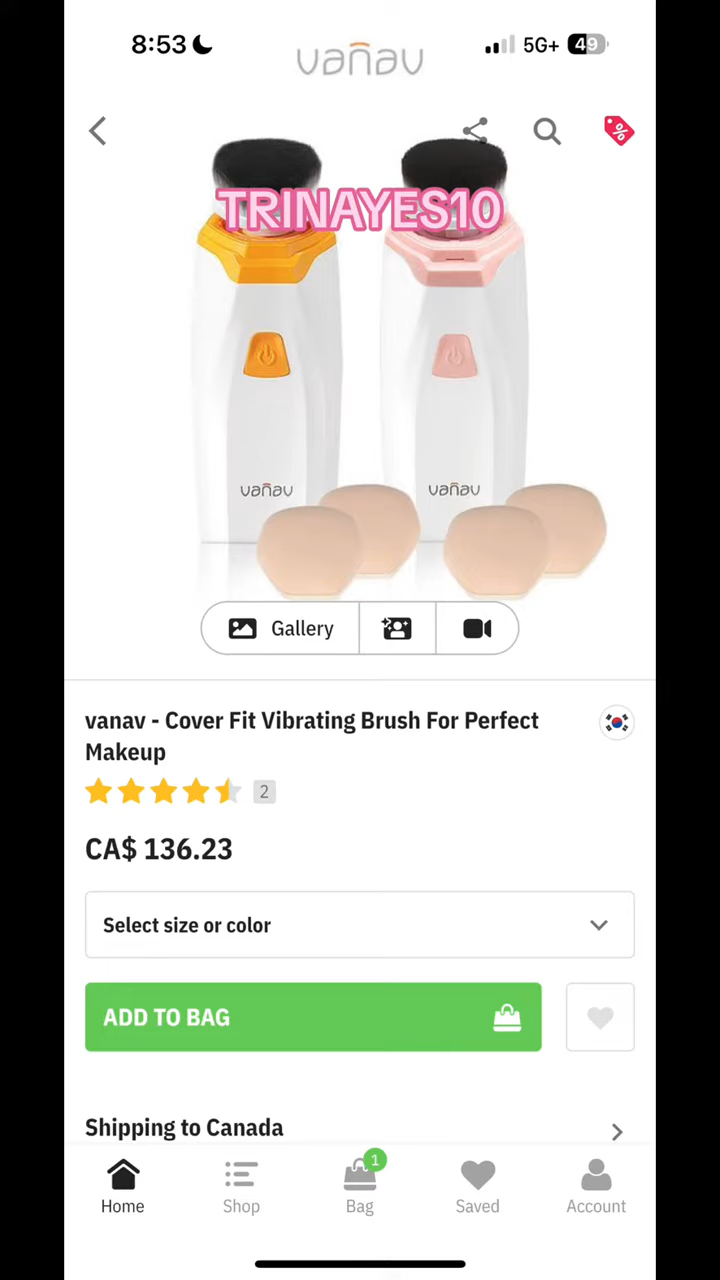 8:53
5G+
49
vanav
TRINAYES10
vanav
vanav
Gallery
vanav - Cover Fit Vibrating Brush For Perfect
Makeup
2
CA$ 136.23
Select size or color
ADD TO BAG
Shipping to Canada
1
Home
Shop
Bag
Saved
Account